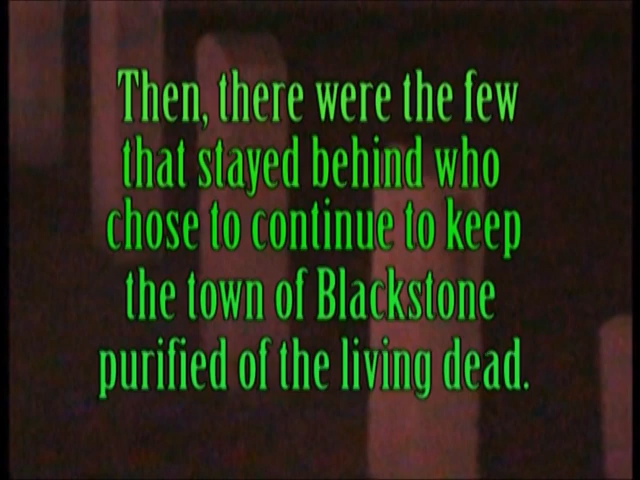 Then, there were the few
that stayed behind who
chose to continue to keep
the town of Blackstone
purified of the living dead.